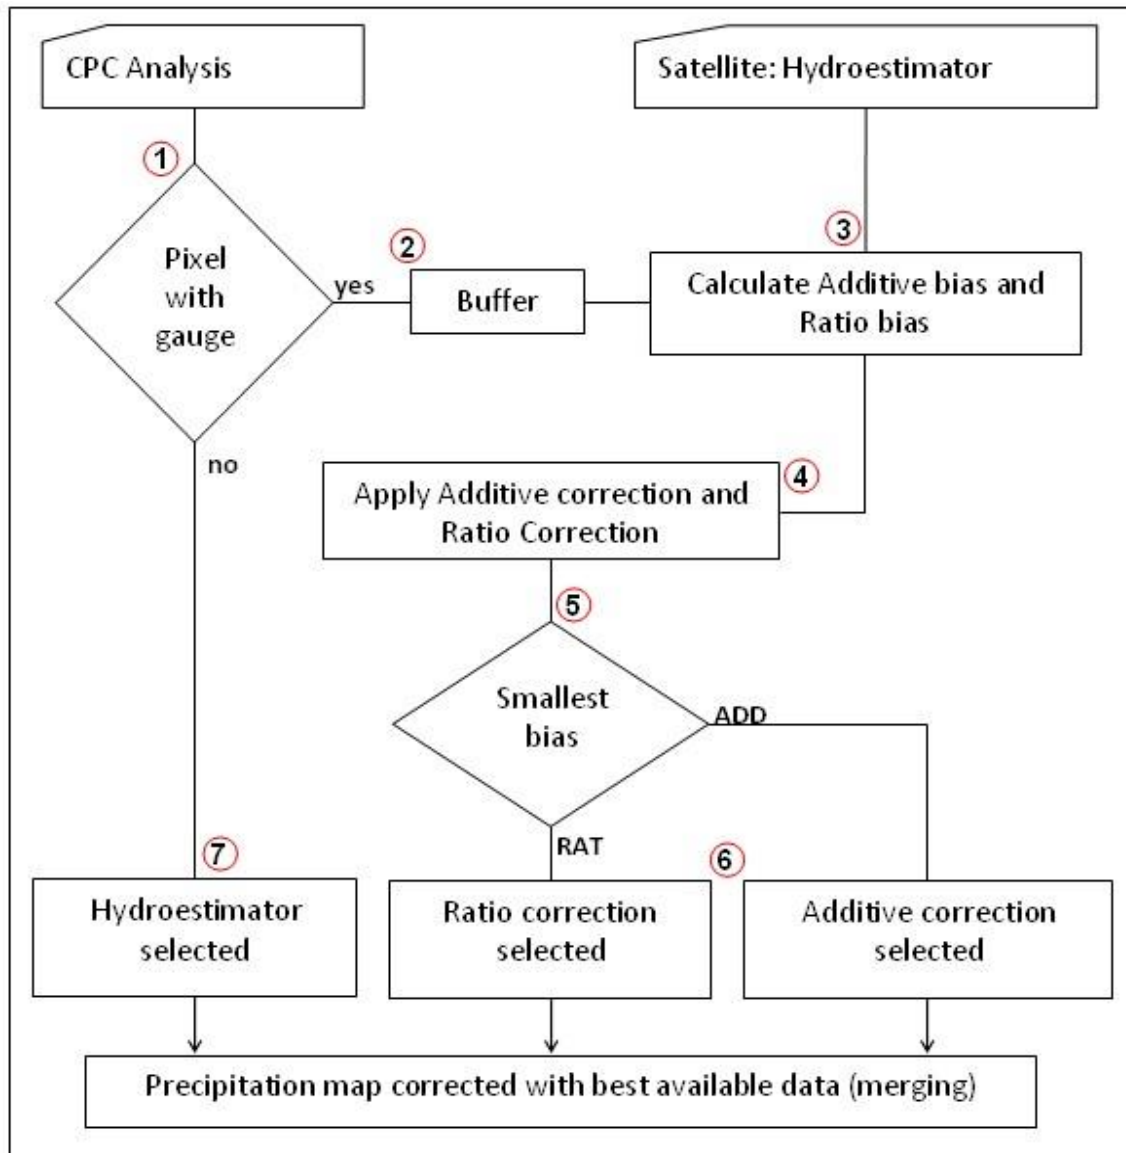 CPC Analysis
Satellite: Hydroestimator
1
Pixel
with
gauge
yes
2
Buffer
3
Calculate Additive bias and
Ratio bias
no
Apply Additive correction and
Ratio Correction
4
5
Smallest
bias
ADD
RAT
7
Hydroestimator
selected
Ratio correction
selected
6
Additive correction
selected
Precipitation map corrected with best available data (merging)